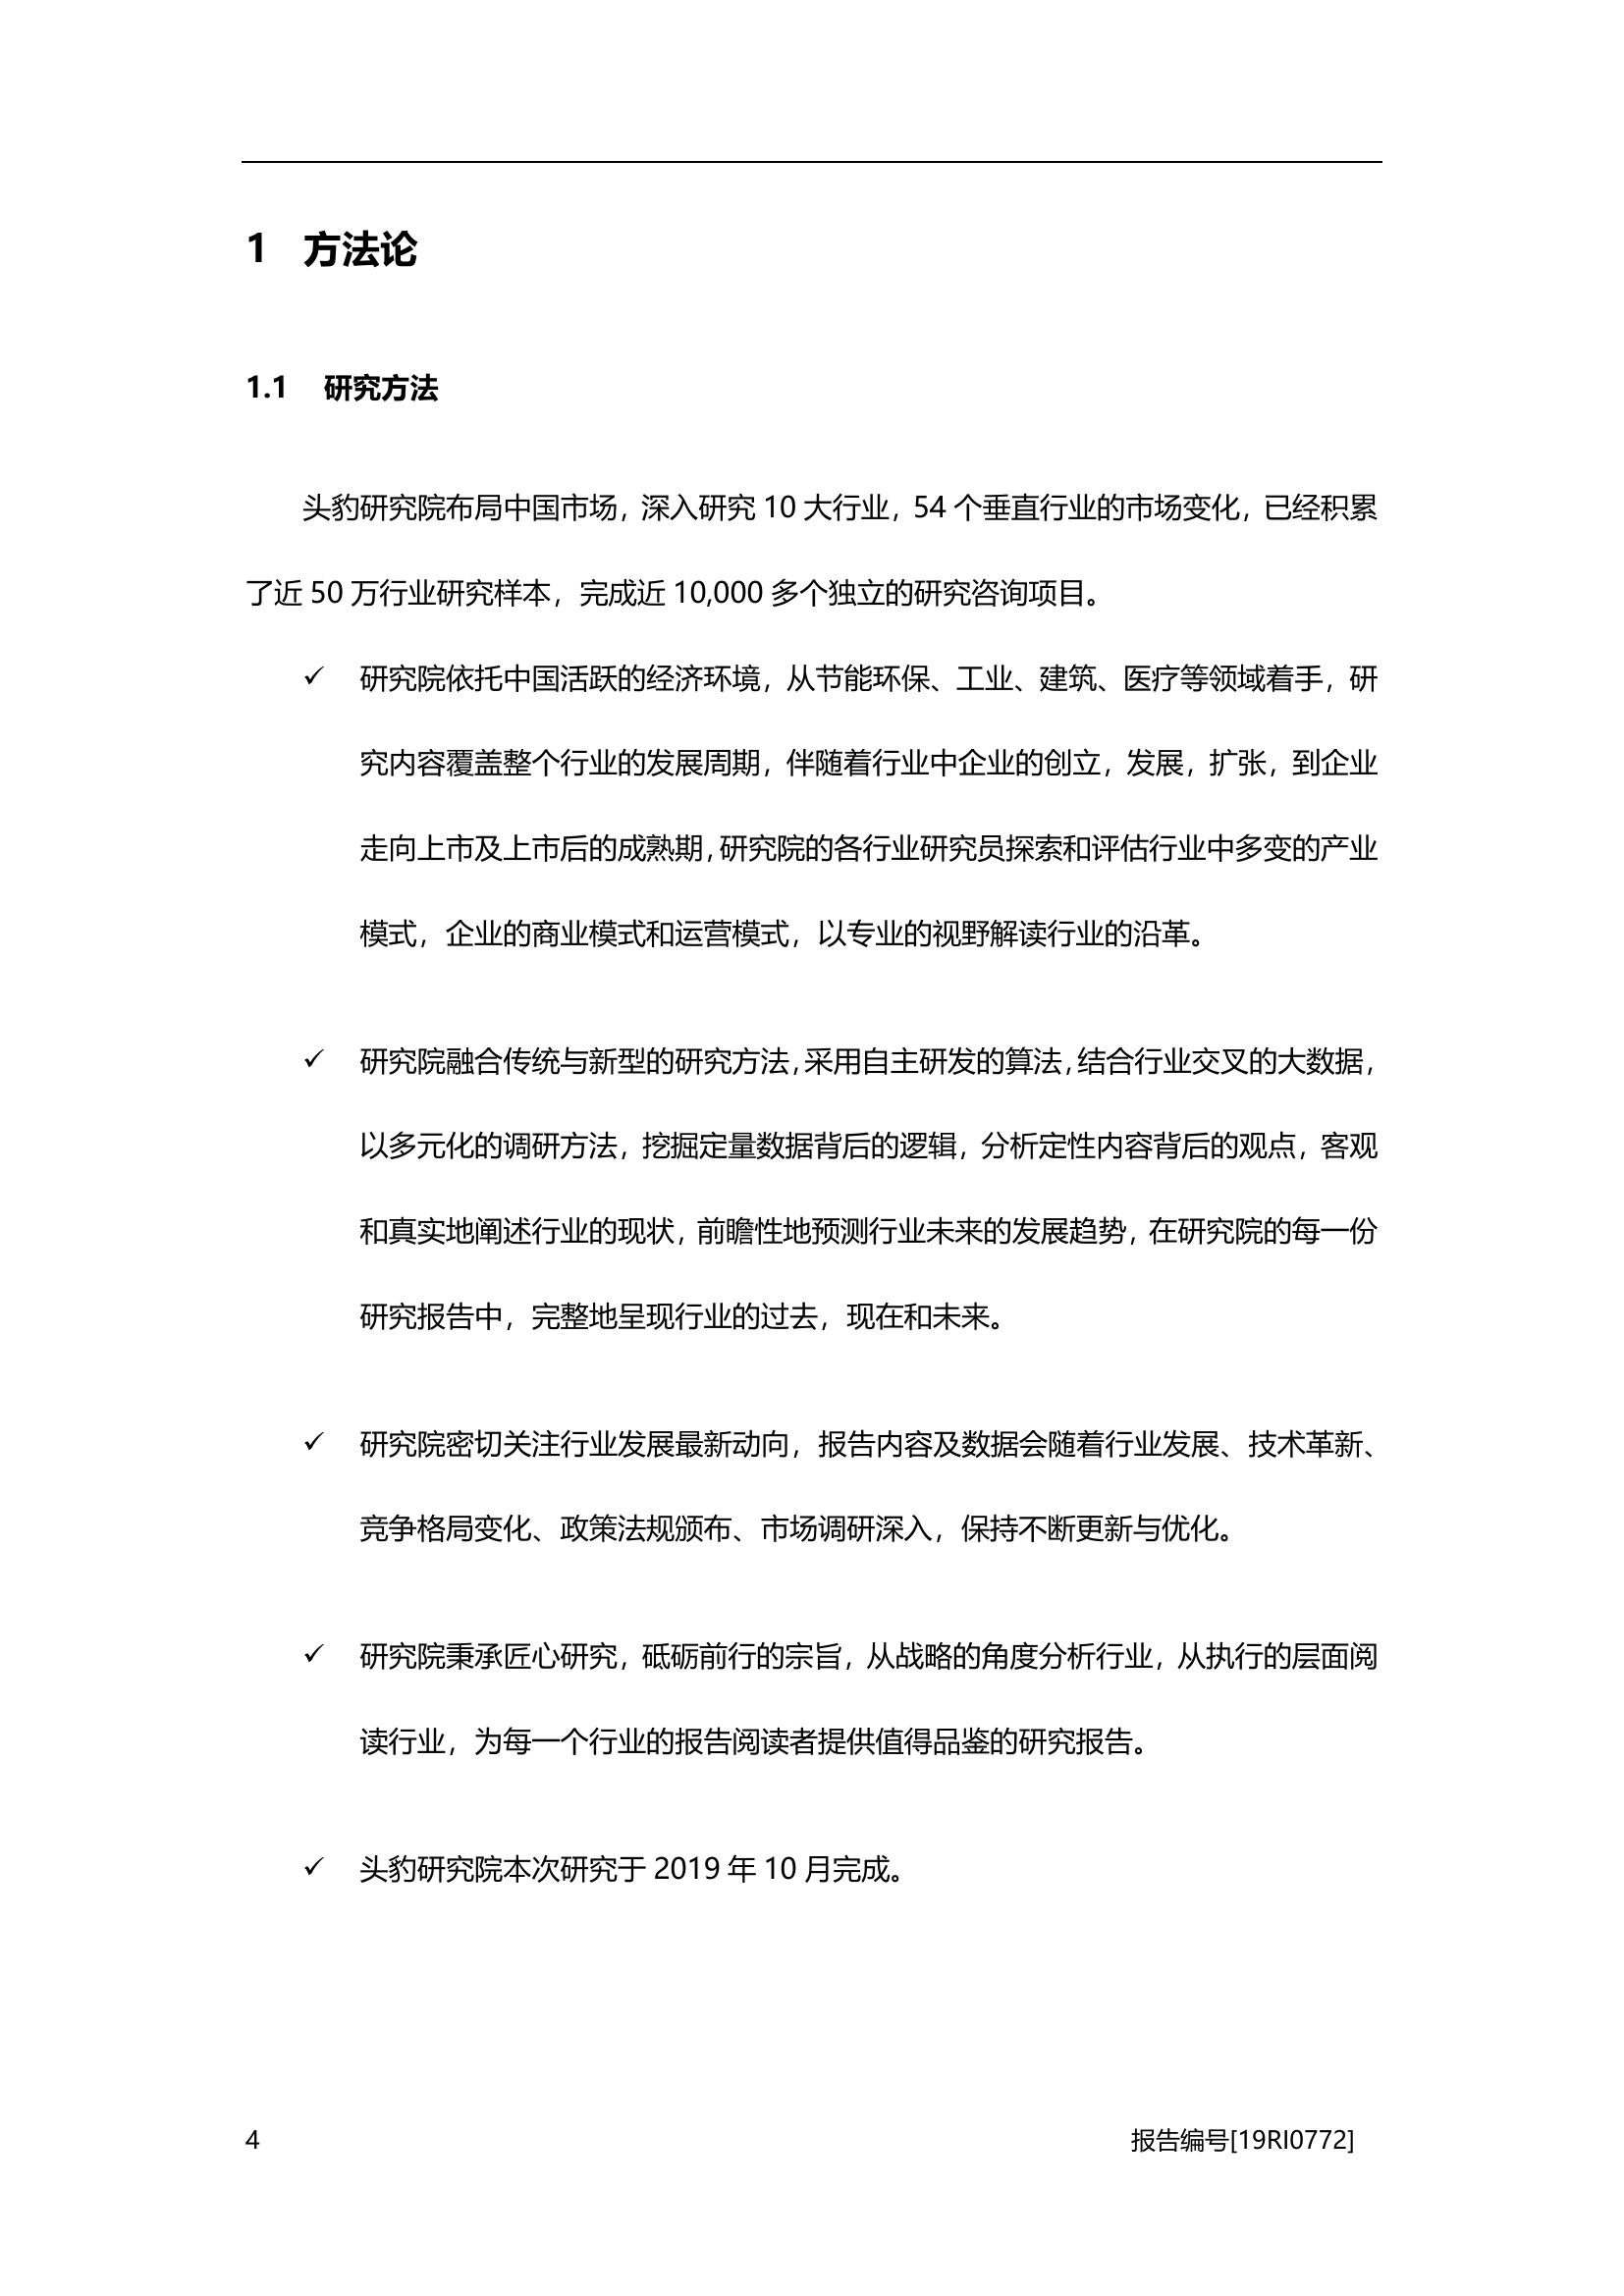 1 方法论
1.1 研究方法
头豹研究院布局中国市场，深入研究 10 大行业，54 个垂直行业的市场变化，已经积累
了近 50 万行业研究样本，完成近 10,000 多个独立的研究咨询项目。
✓ 研究院依托中国活跃的经济环境，从节能环保、工业、建筑、医疗等领域着手，研
究内容覆盖整个行业的发展周期，伴随着行业中企业的创立，发展，扩张，到企业
走向上市及上市后的成熟期，研究院的各行业研究员探索和评估行业中多变的产业
模式，企业的商业模式和运营模式，以专业的视野解读行业的沿革。
✓ 研究院融合传统与新型的研究方法，采用自主研发的算法，结合行业交叉的大数据，
以多元化的调研方法，挖掘定量数据背后的逻辑，分析定性内容背后的观点，客观
和真实地阐述行业的现状，前瞻性地预测行业未来的发展趋势，在研究院的每一份
研究报告中，完整地呈现行业的过去，现在和未来。
✓ 研究院密切关注行业发展最新动向，报告内容及数据会随着行业发展、技术革新、
竞争格局变化、政策法规颁布、市场调研深入，保持不断更新与优化。
✓ 研究院秉承匠心研究，砥砺前行的宗旨，从战略的角度分析行业，从执行的层面阅
读行业，为每一个行业的报告阅读者提供值得品鉴的研究报告。
✓ 头豹研究院本次研究于 2019 年 10 月完成。
4 报告编号[19RI0772]